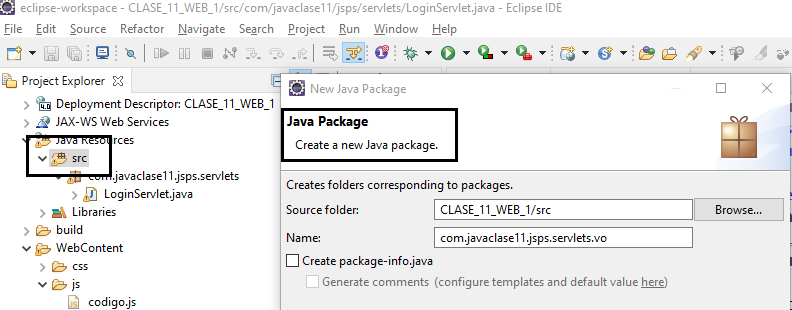 eclipse-workspace - CLASE_11_WEB_1/src/com/javaclase11/jsps/servlets/LoginServlet.java - Eclipse IDE
File Edit Source Refactor Navigate Search Project Run Window Help
Project Explorer
Deployment Descriptor: CLASE_11_WEB_1
JAX-WS Web Services
Java Resources
src
com.javaclase11.jsps.servlets
LoginServlet.java
Libraries
build
WebContent
css
js
codigo.js
New Java Package
Java Package
Create a new Java package.
Creates folders corresponding to packages.
Source folder: CLASE_11_WEB_1/src Browse...
Name: com.javaclase11.jsps.servlets.vo
Create package-info.java
Generate comments (configure templates and default value here)